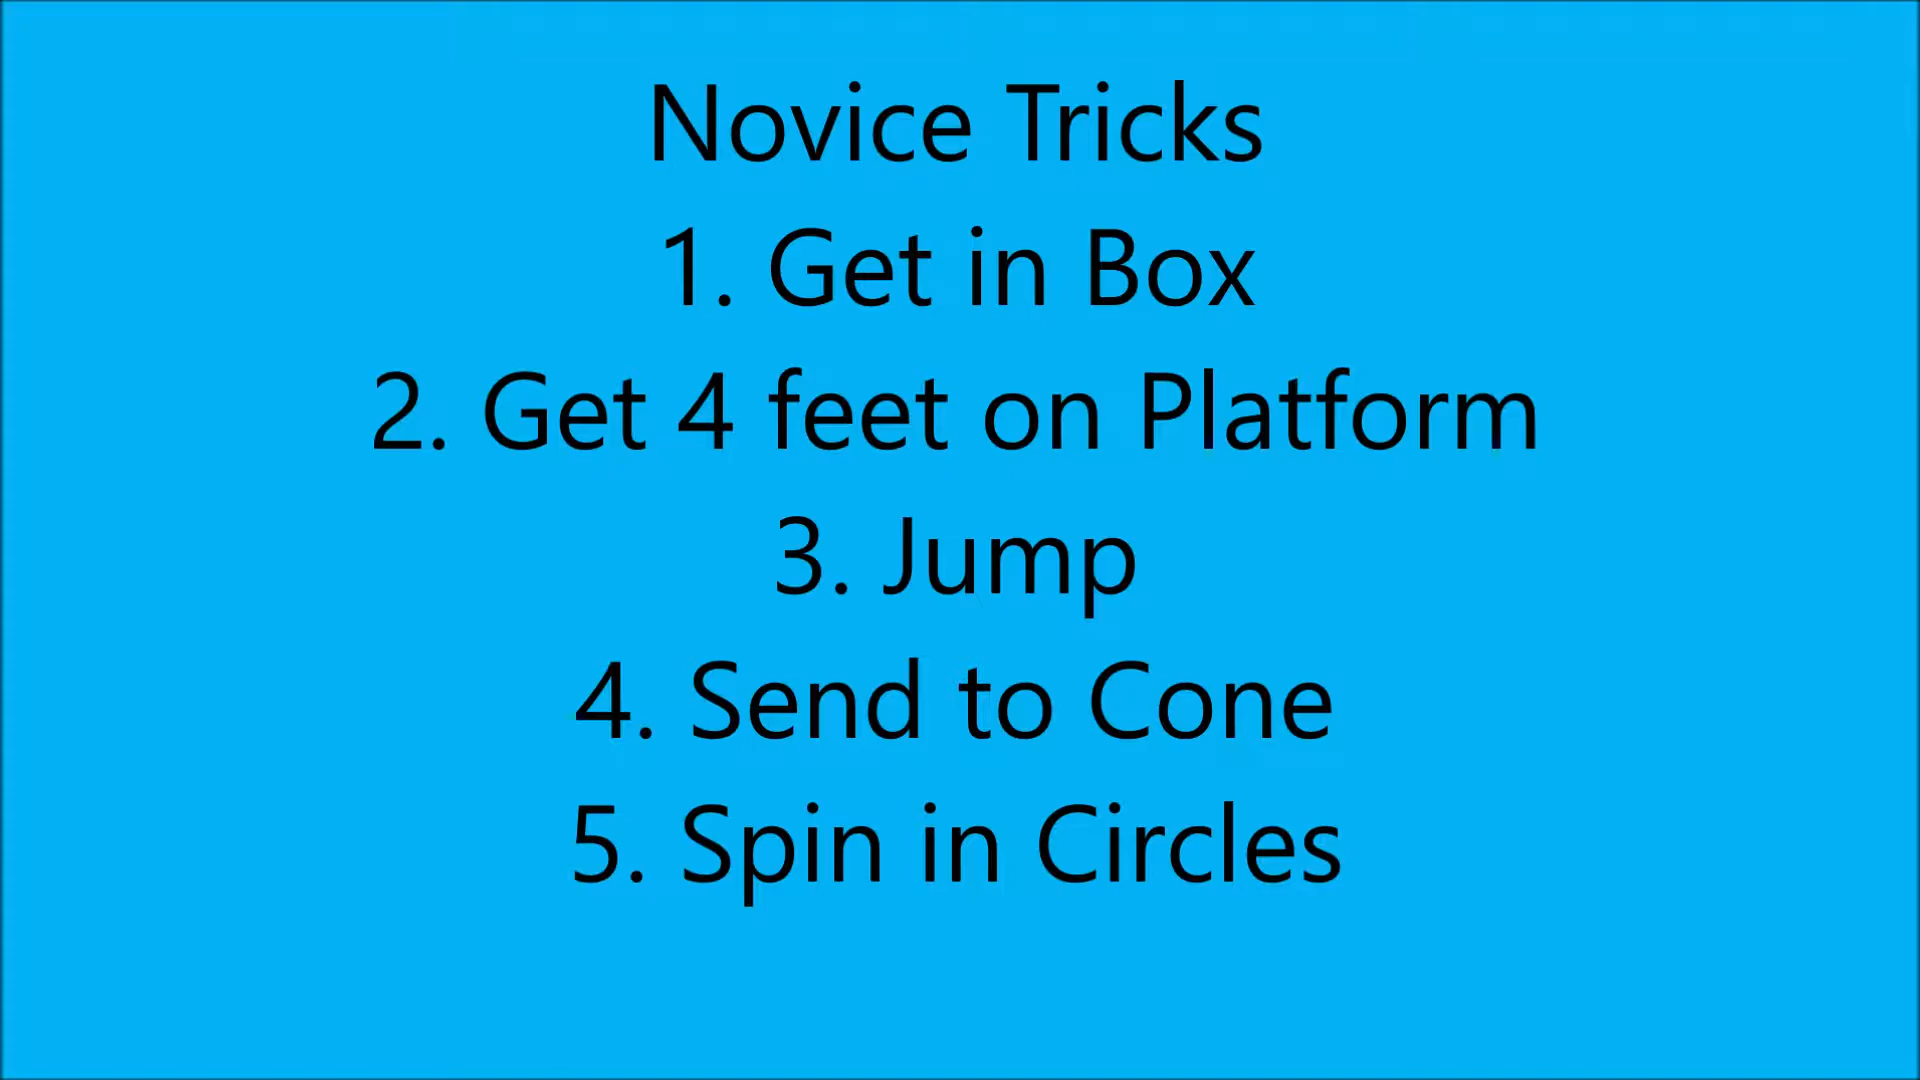 Novice Tricks
1. Get in Box
2. Get 4 feet on Platform
3. Jump
4. Send to Cone
5. Spin in Circles